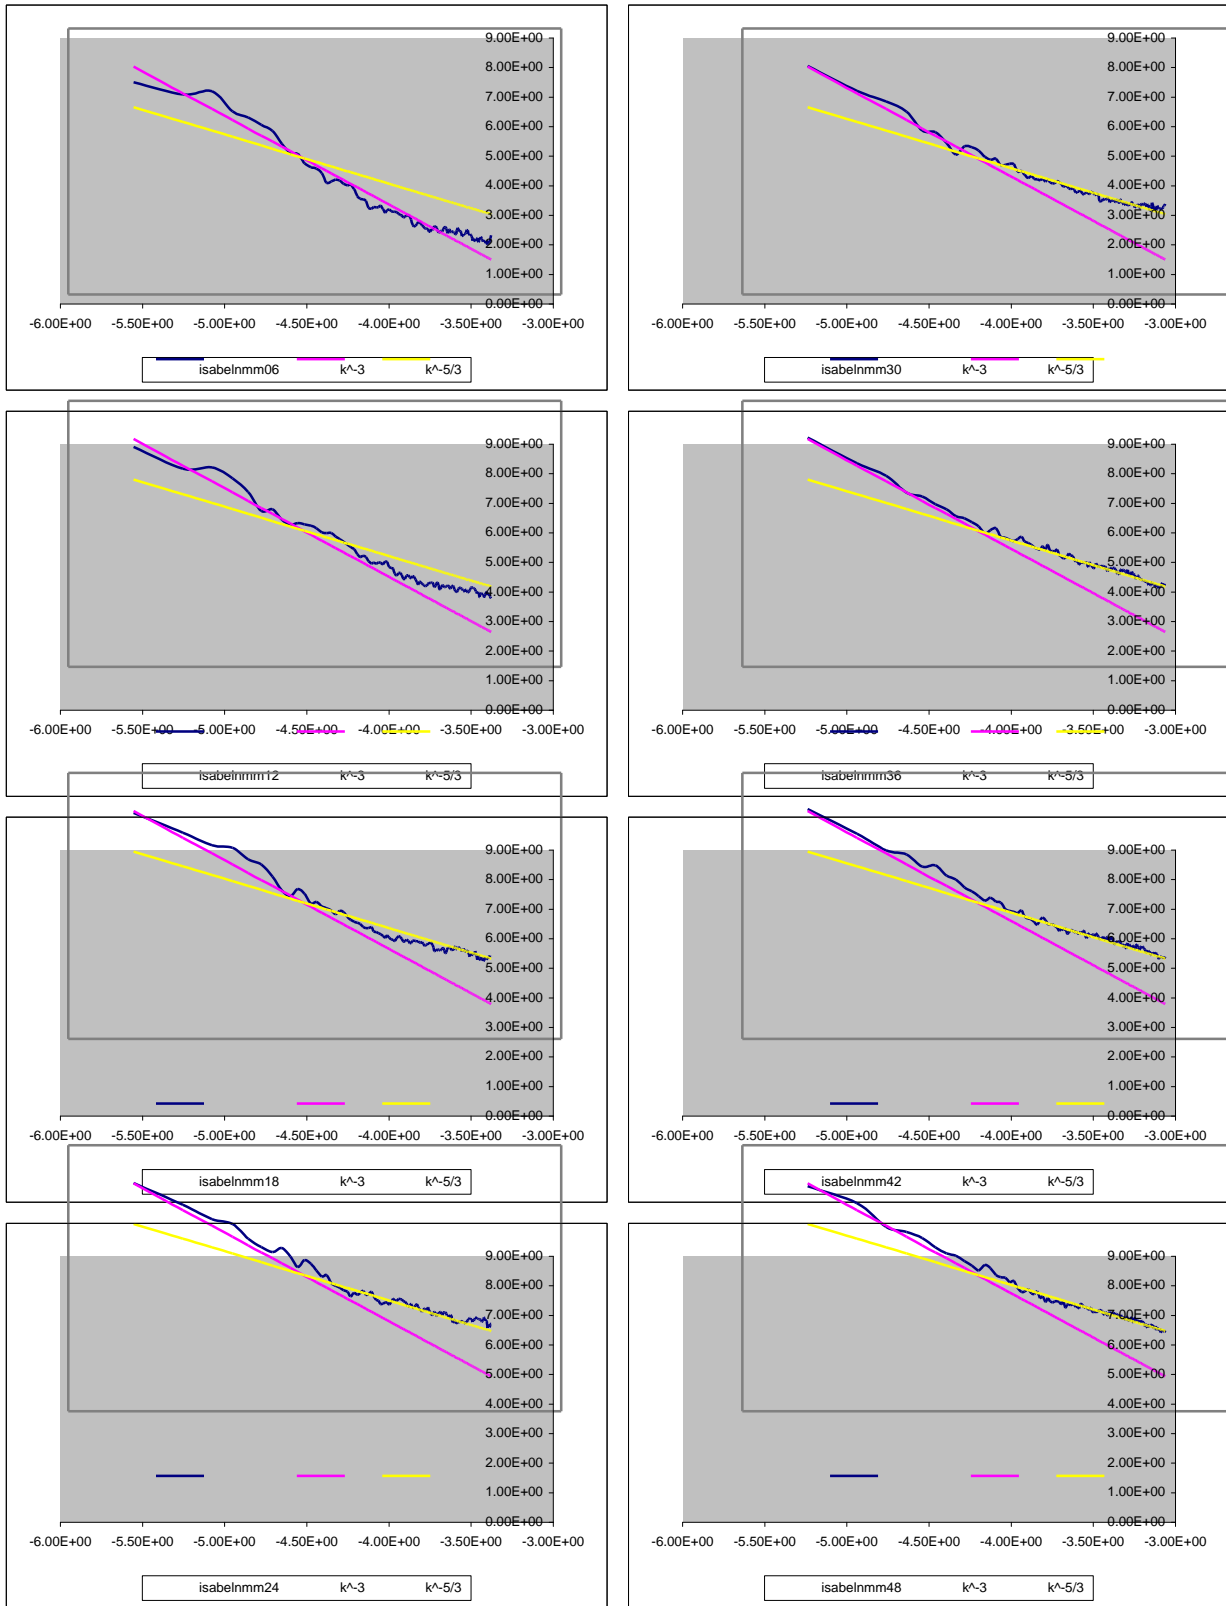 9.00E+00
8.00E+00
7.00E+00
6.00E+00
5.00E+00
4.00E+00
3.00E+00
2.00E+00
1.00E+00
0.00E+00
-6.00E+00 -5.50E+00 -5.00E+00 -4.50E+00 -4.00E+00 -3.50E+00 -3.00E+00
isabelnmm06 k^-3 k^-5/3
9.00E+00
8.00E+00
7.00E+00
6.00E+00
5.00E+00
4.00E+00
3.00E+00
2.00E+00
1.00E+00
0.00E+00
-6.00E+00 -5.50E+00 -5.00E+00 -4.50E+00 -4.00E+00 -3.50E+00 -3.00E+00
isabelnmm30 k^-3 k^-5/3
9.00E+00
8.00E+00
7.00E+00
6.00E+00
5.00E+00
4.00E+00
3.00E+00
2.00E+00
1.00E+00
0.00E+00
-6.00E+00 -5.50E+00 -5.00E+00 -4.50E+00 -4.00E+00 -3.50E+00 -3.00E+00
isabelnmm12 k^-3 k^-5/3
9.00E+00
8.00E+00
7.00E+00
6.00E+00
5.00E+00
4.00E+00
3.00E+00
2.00E+00
1.00E+00
0.00E+00
-6.00E+00 -5.50E+00 -5.00E+00 -4.50E+00 -4.00E+00 -3.50E+00 -3.00E+00
isabelnmm36 k^-3 k^-5/3
9.00E+00
8.00E+00
7.00E+00
6.00E+00
5.00E+00
4.00E+00
3.00E+00
2.00E+00
1.00E+00
0.00E+00
-6.00E+00 -5.50E+00 -5.00E+00 -4.50E+00 -4.00E+00 -3.50E+00 -3.00E+00
isabelnmm18 k^-3 k^-5/3
9.00E+00
8.00E+00
7.00E+00
6.00E+00
5.00E+00
4.00E+00
3.00E+00
2.00E+00
1.00E+00
0.00E+00
-6.00E+00 -5.50E+00 -5.00E+00 -4.50E+00 -4.00E+00 -3.50E+00 -3.00E+00
isabelnmm42 k^-3 k^-5/3
9.00E+00
8.00E+00
7.00E+00
6.00E+00
5.00E+00
4.00E+00
3.00E+00
2.00E+00
1.00E+00
0.00E+00
-6.00E+00 -5.50E+00 -5.00E+00 -4.50E+00 -4.00E+00 -3.50E+00 -3.00E+00
isabelnmm24 k^-3 k^-5/3
9.00E+00
8.00E+00
7.00E+00
6.00E+00
5.00E+00
4.00E+00
3.00E+00
2.00E+00
1.00E+00
0.00E+00
-6.00E+00 -5.50E+00 -5.00E+00 -4.50E+00 -4.00E+00 -3.50E+00 -3.00E+00
isabelnmm48 k^-3 k^-5/3